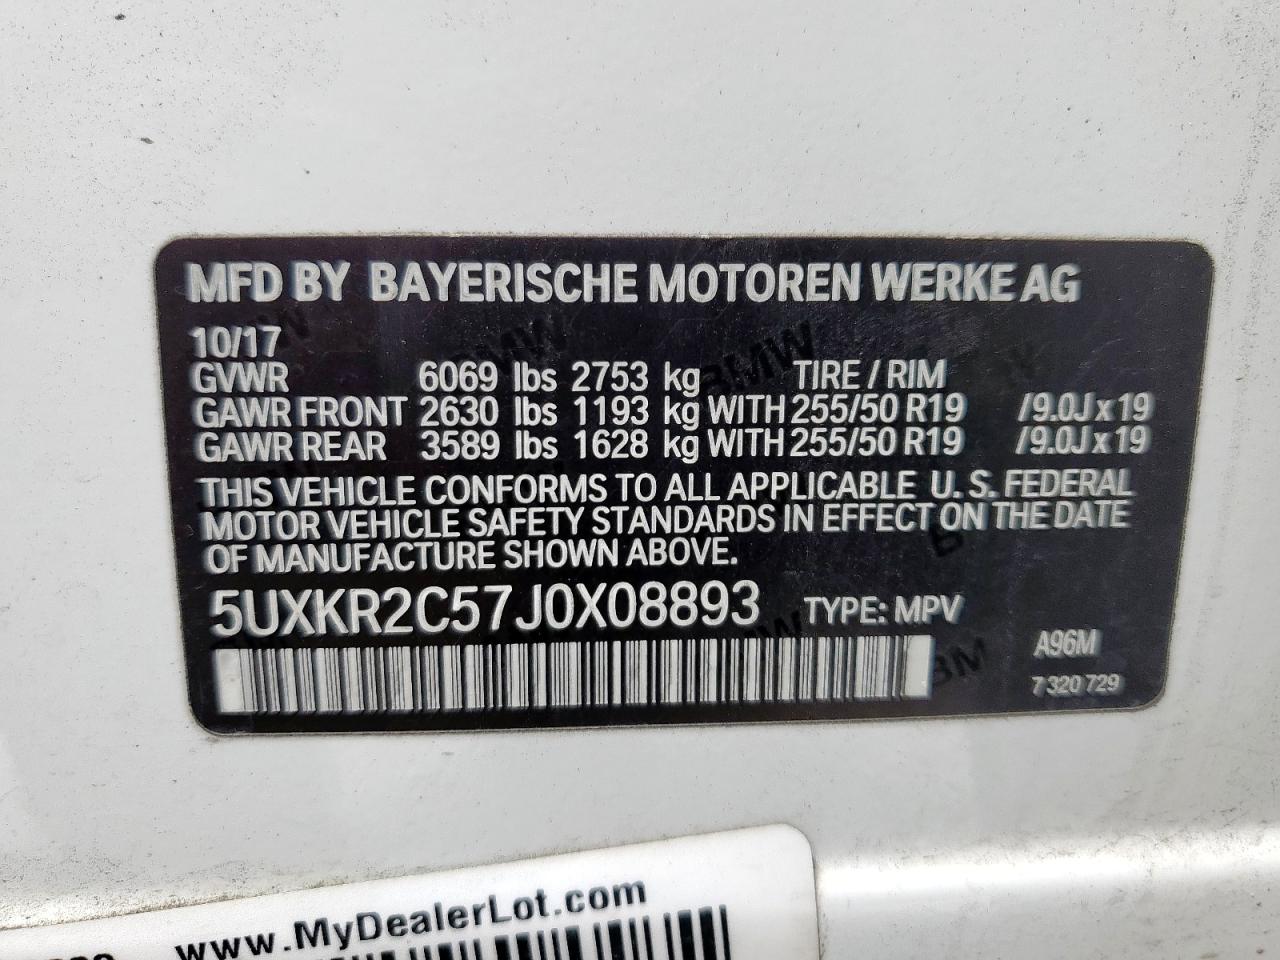 MFD BY BAYERISCHE MOTOREN WERKE AG
10/17
GVWR 6069 lbs 2753 kg TIRE / RIM
GAWR FRONT 2630 lbs 1193 kg WITH 255/50 R19 /9.0J x 19
GAWR REAR 3589 lbs 1628 kg WITH 255/50 R19 /9.0J x 19
THIS VEHICLE CONFORMS TO ALL APPLICABLE U. S. FEDERAL
MOTOR VEHICLE SAFETY STANDARDS IN EFFECT ON THE DATE
OF MANUFACTURE SHOWN ABOVE.
5UXKR2C57J0X08893 TYPE: MPV
A96M
7 320 729
www.MyDealerLot.com